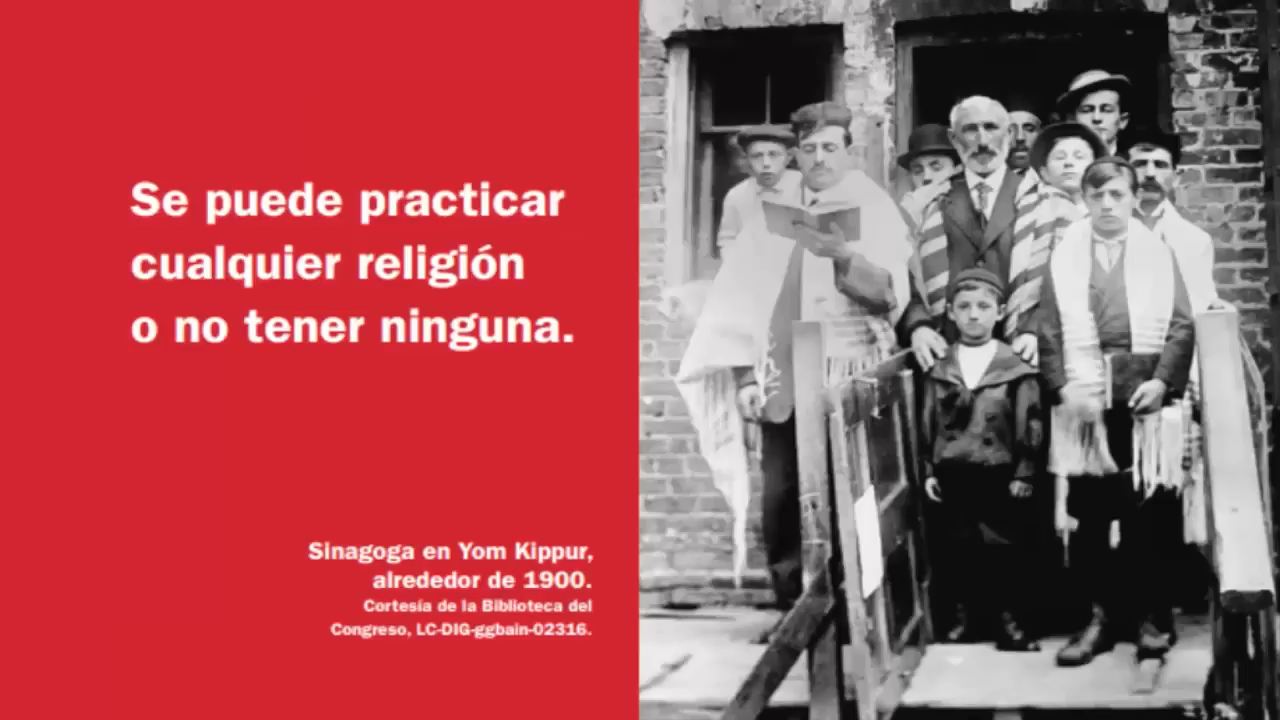 Se puede practicar
cualquier religión
o no tener ninguna.
Sinagoga en Yom Kippur,
alrededor de 1900.
Cortesía de la Biblioteca del
Congreso, LC-DIG-ggbain-02316.